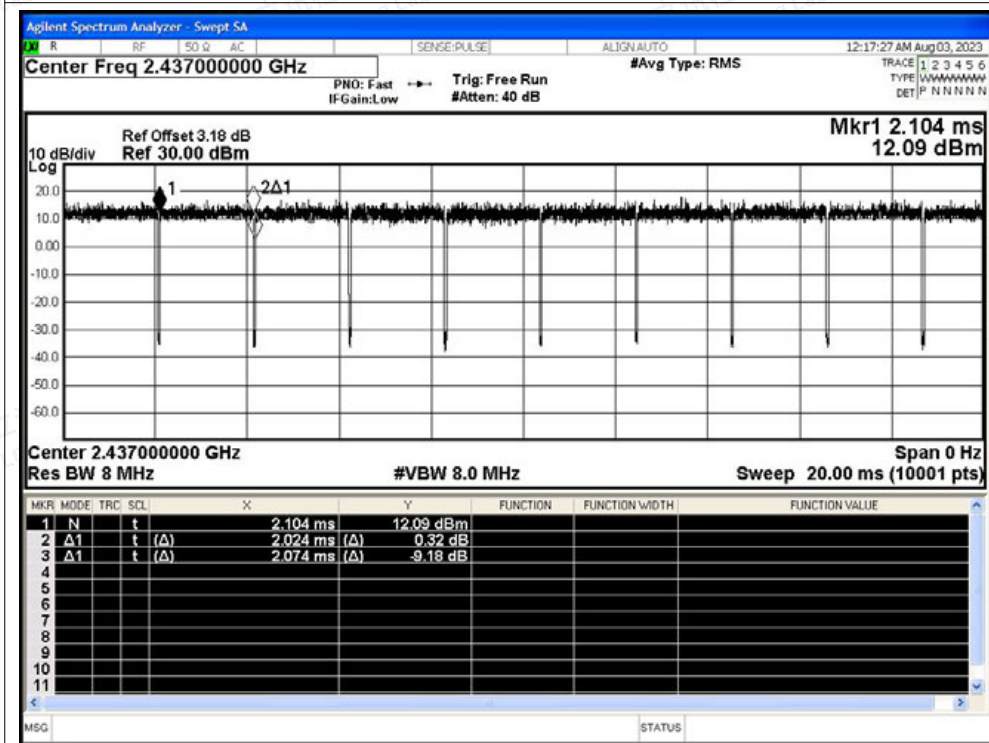 Agilent Spectrum Analyzer - Swept SA
LXI R RF 50 Ω AC SENSE:PULSE ALIGN AUTO 12:17:27 AM Aug 03, 2023
Center Freq 2.437000000 GHz #Avg Type: RMS TRACE 1 2 3 4 5 6
PNO: Fast Trig: Free Run TYPE WWWWWW
IFGain:Low #Atten: 40 dB DET P N N N N N
Mkr1 2.104 ms
Ref Offset 3.18 dB
10 dB/div Ref 30.00 dBm 12.09 dBm
Log
20.0
1 2Δ1
10.0
0.00
-10.0
-20.0
-30.0
-40.0
-50.0
-60.0
Center 2.437000000 GHz Span 0 Hz
Res BW 8 MHz #VBW 8.0 MHz Sweep 20.00 ms (10001 pts)
MKR MODE TRC SCL X Y FUNCTION FUNCTION WIDTH FUNCTION VALUE
1 N t 2.104 ms 12.09 dBm
2 Δ1 t (Δ) 2.024 ms (Δ) 0.32 dB
3 Δ1 t (Δ) 2.074 ms (Δ) -9.18 dB
4
5
6
7
8
9
10
11
MSG STATUS